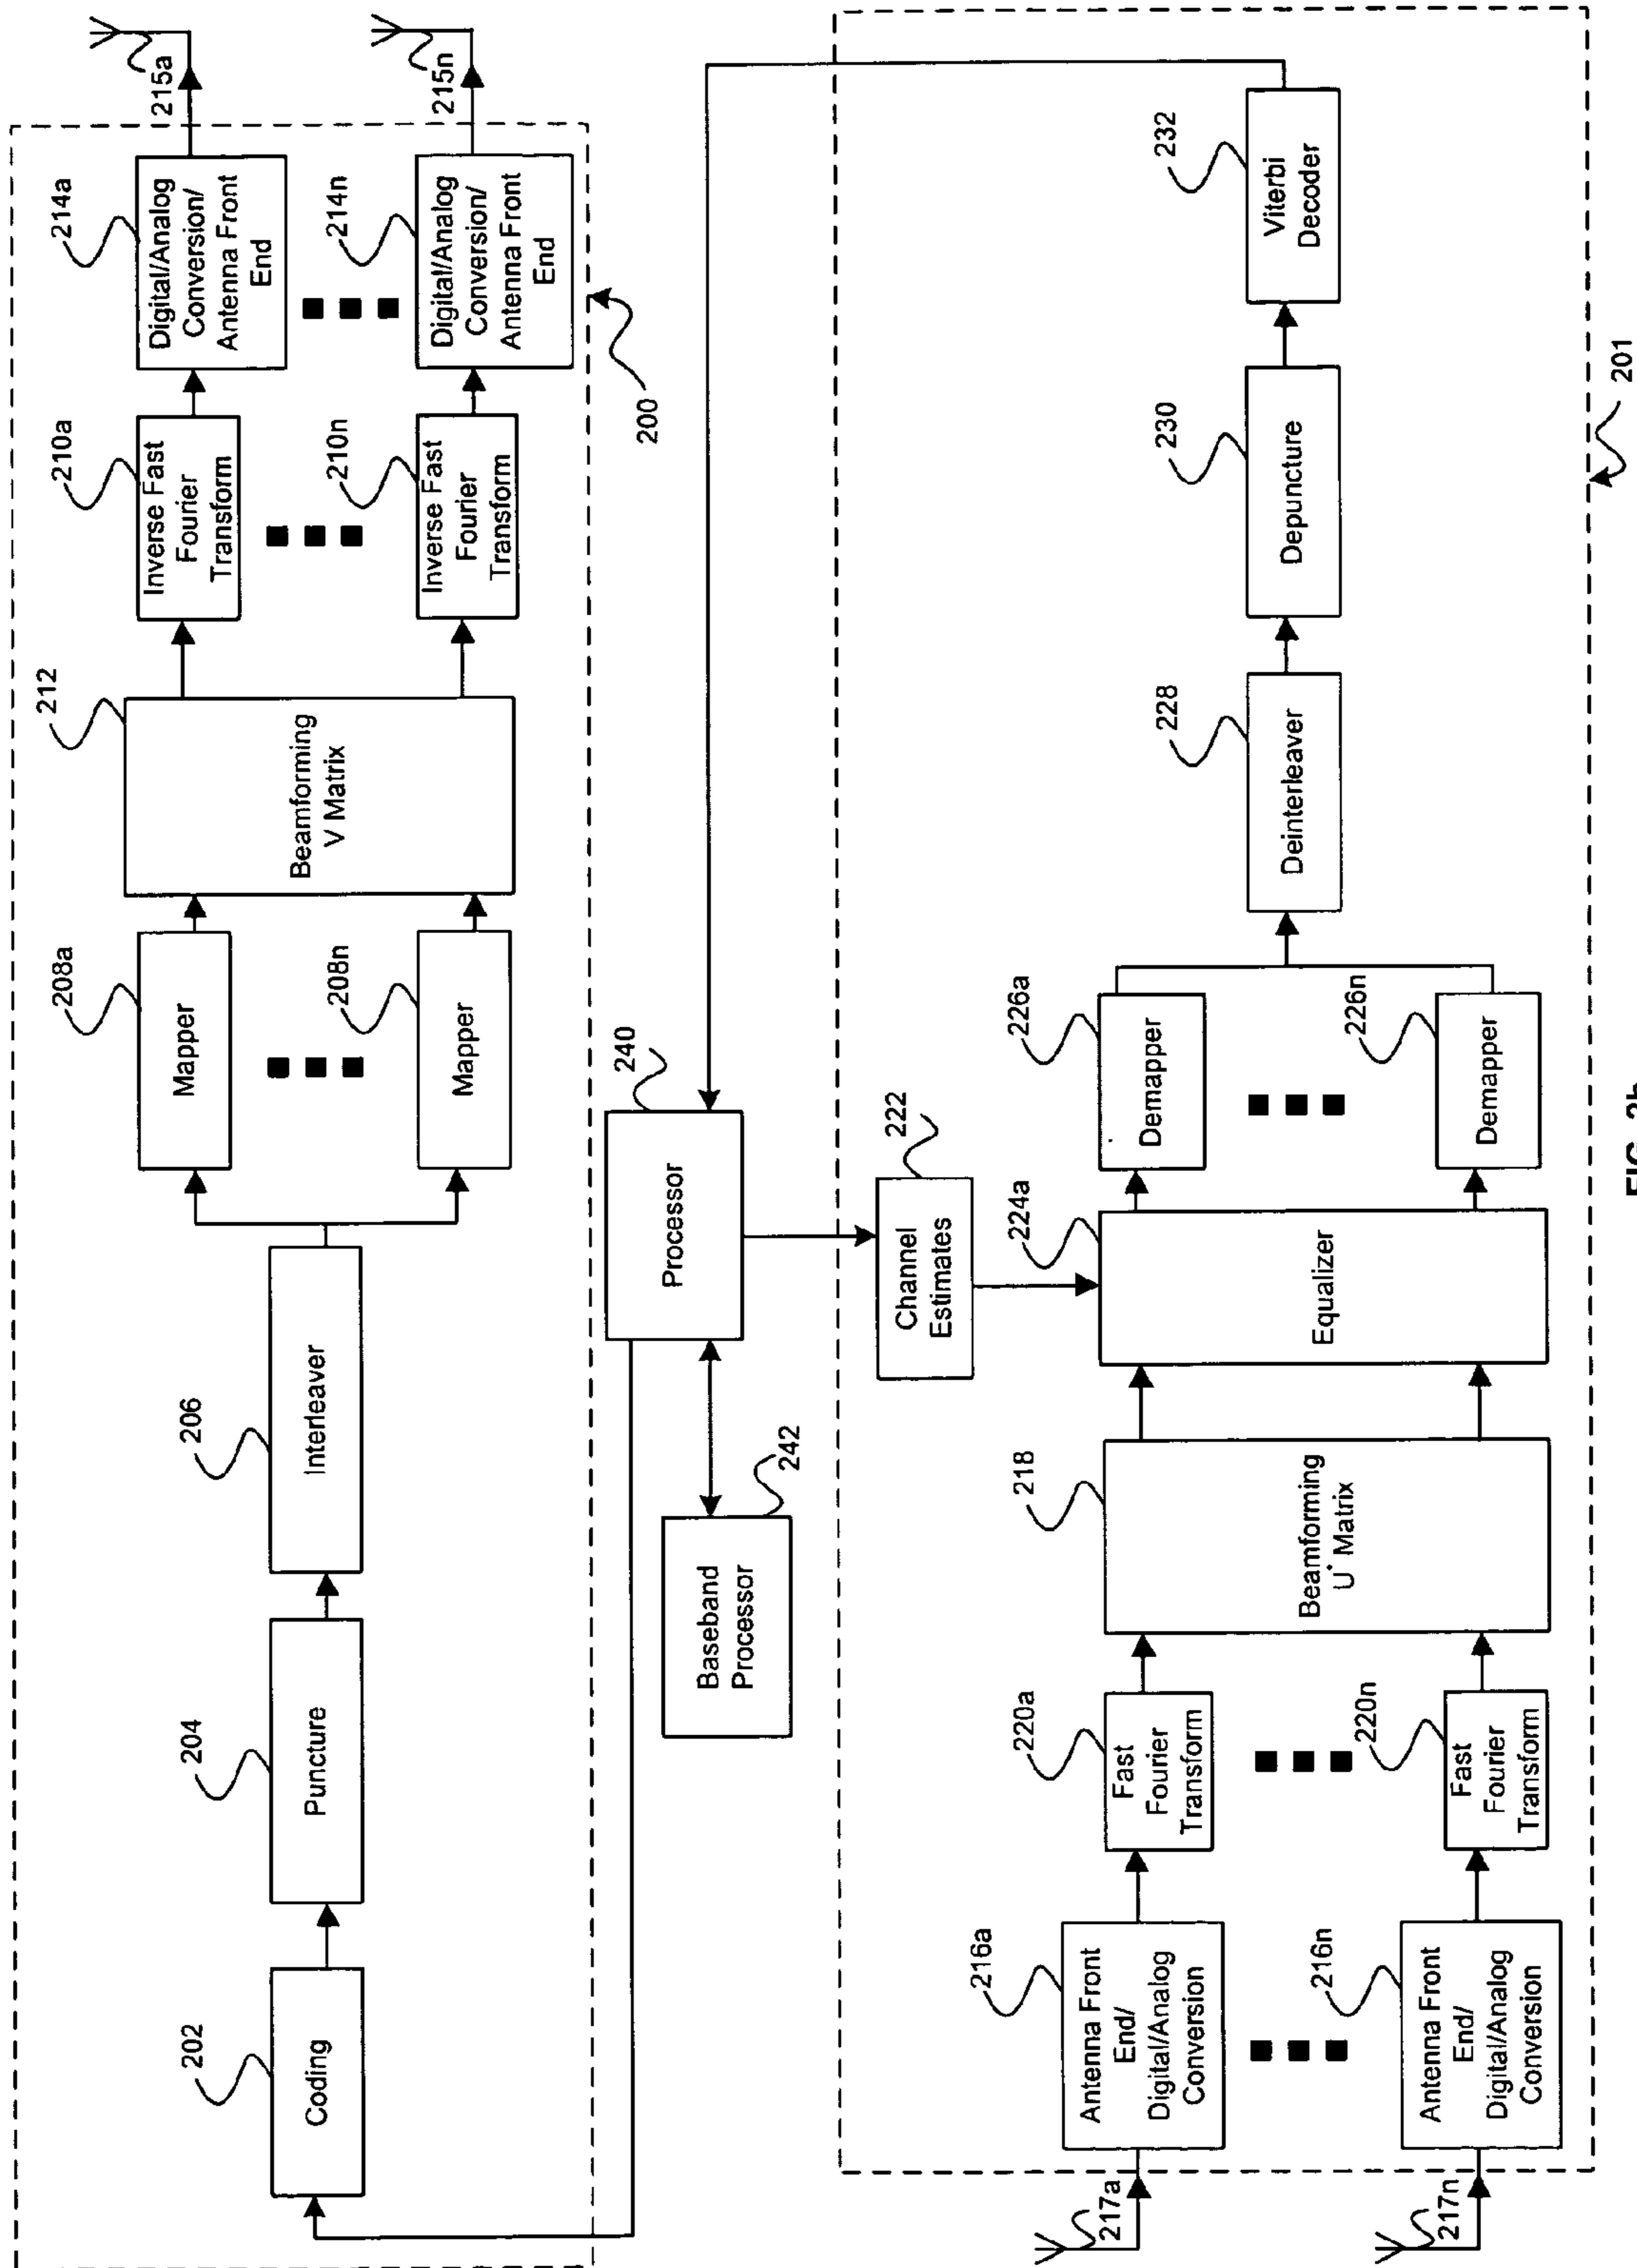 202
Coding
204
Puncture
206
Interleaver
208a
Mapper
208n
Mapper
212
Beamforming
V Matrix
210a
Inverse Fast
Fourier
Transform
210n
Inverse Fast
Fourier
Transform
214a
Digital/Analog
Conversion/
Antenna Front
End
214n
Digital/Analog
Conversion/
Antenna Front
End
215a
215n
200
Baseband
Processor
242
Processor
240
Channel
Estimates
222
217a
217n
216a
Antenna Front
End/
Digital/Analog
Conversion
216n
Antenna Front
End/
Digital/Analog
Conversion
220a
Fast
Fourier
Transform
220n
Fast
Fourier
Transform
218
Beamforming
U* Matrix
224a
Equalizer
226a
Demapper
226n
Demapper
228
Deinterleaver
230
Depuncture
232
Viterbi
Decoder
201